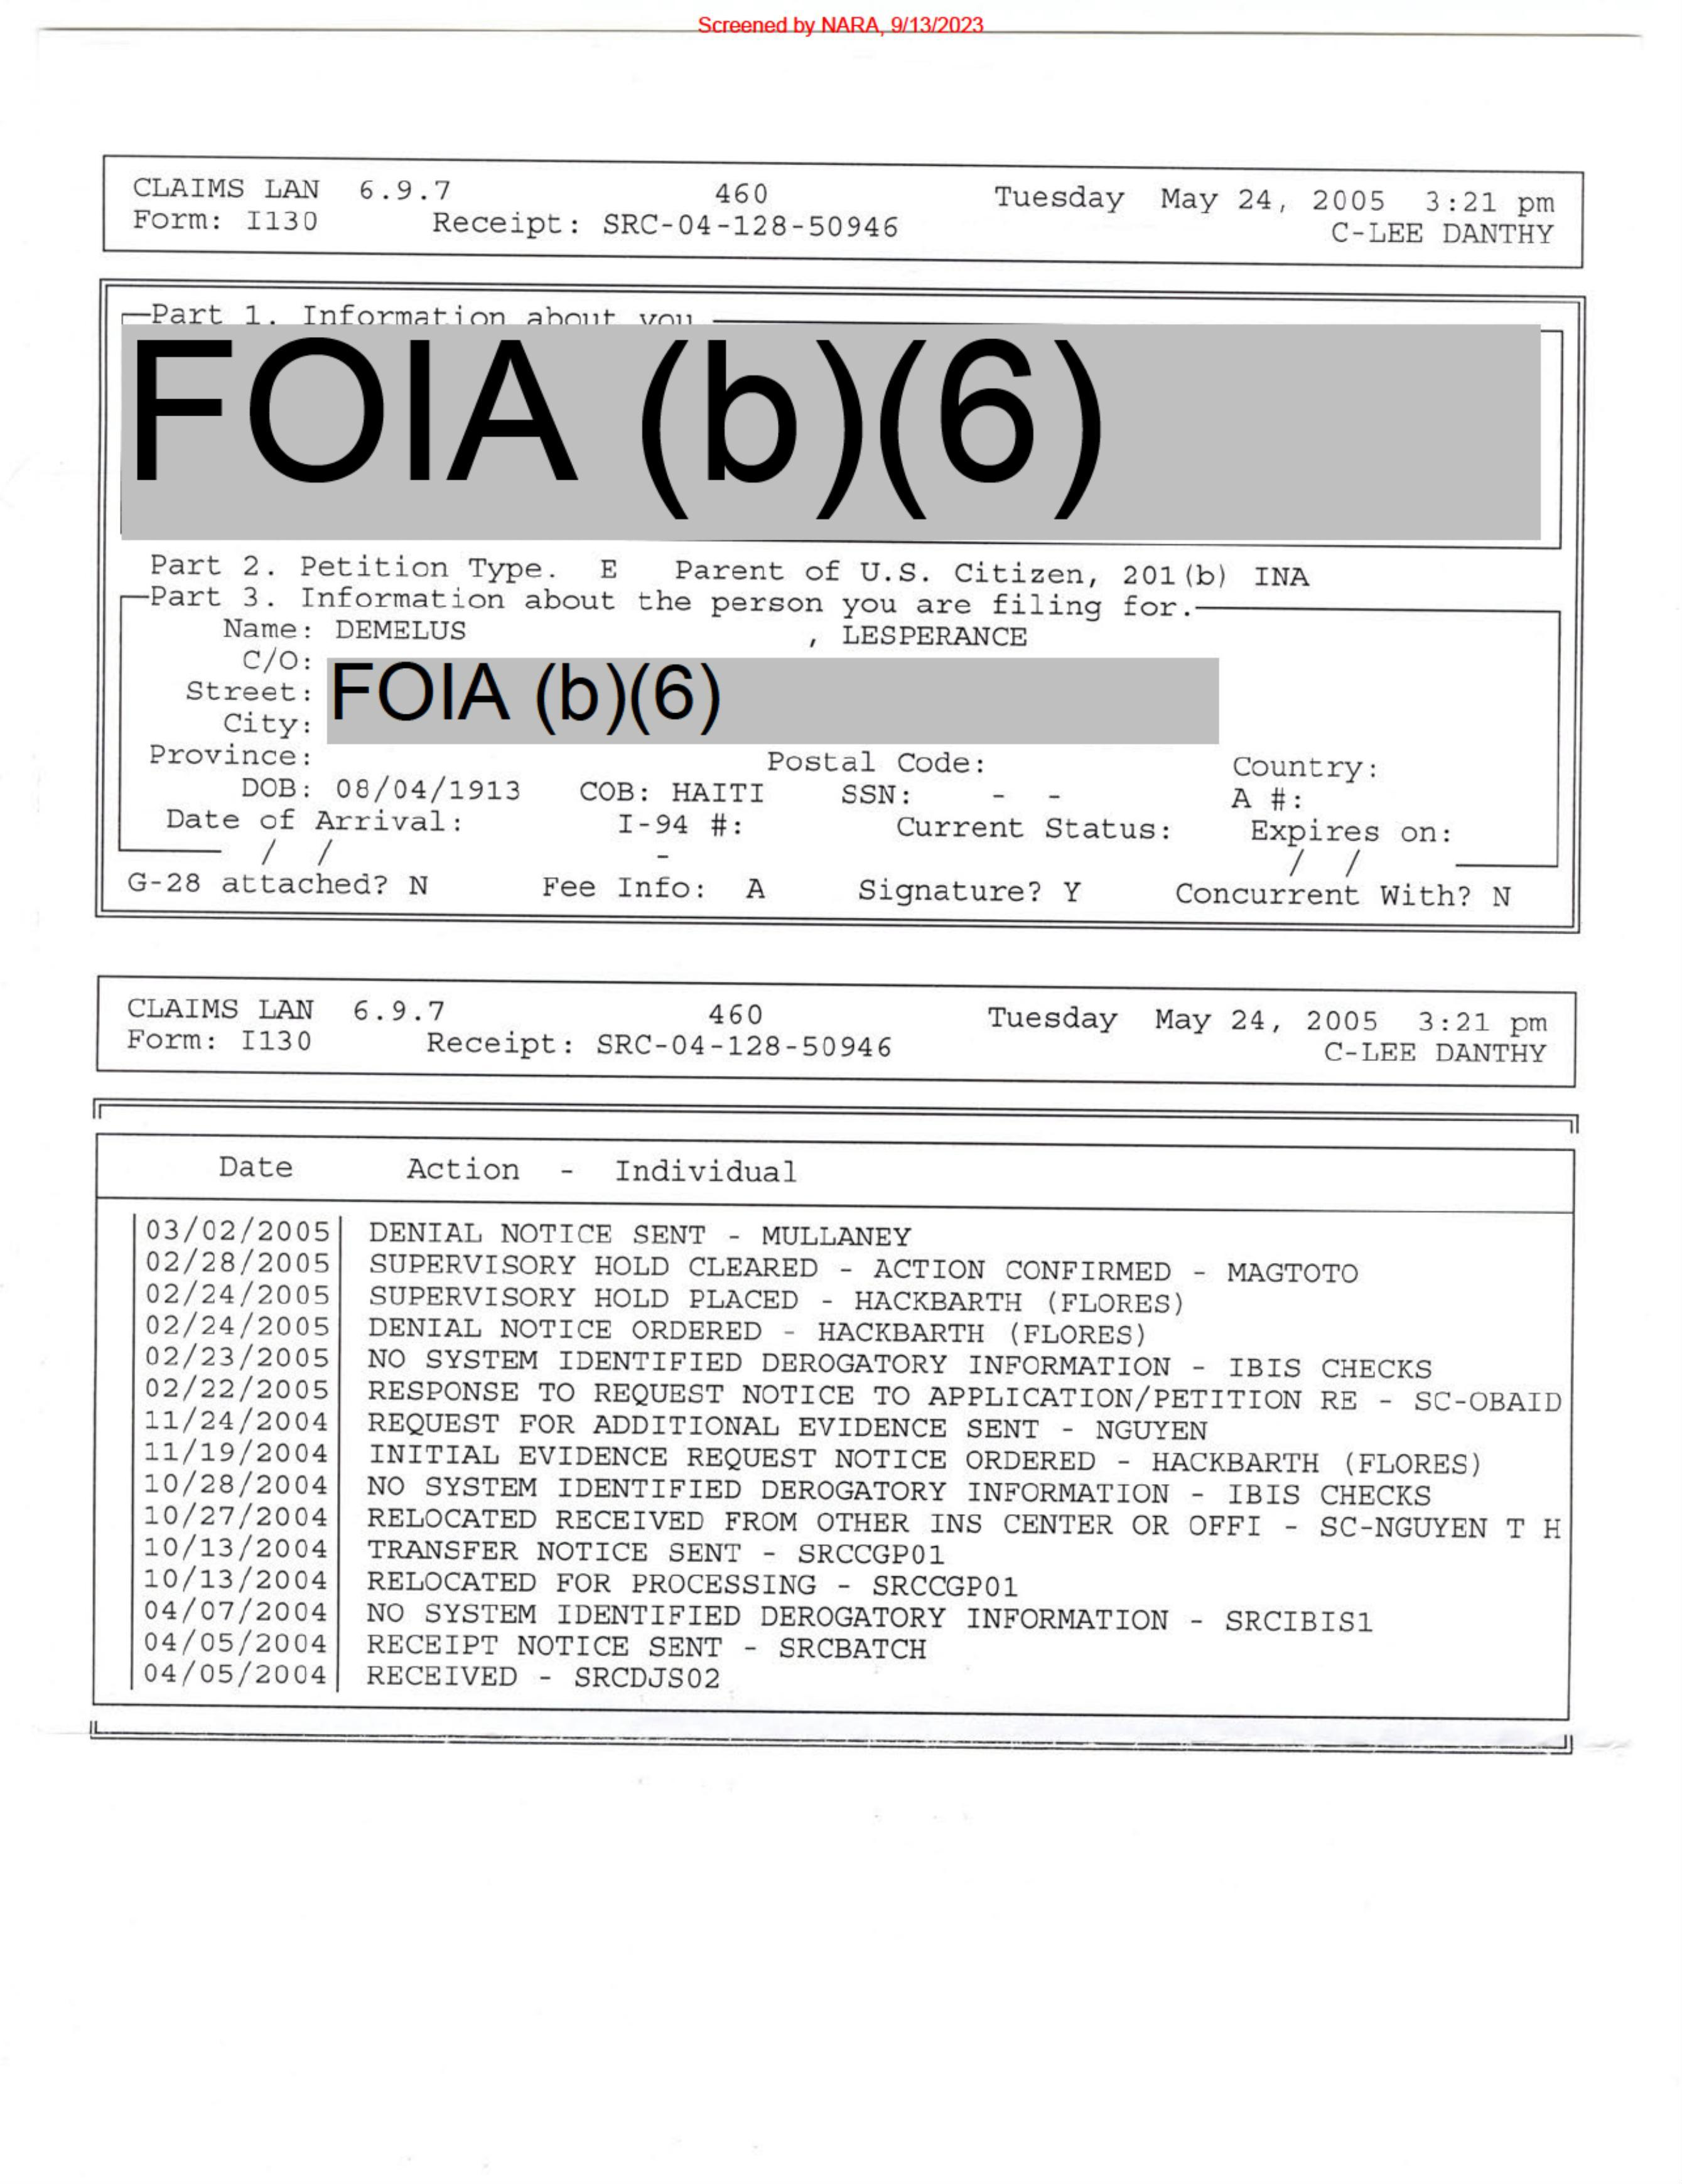 Screened by NARA, 9/13/2023
CLAIMS LAN 6.9.7 460 Tuesday May 24, 2005 3:21 pm
Form: I130 Receipt: SRC-04-128-50946 C-LEE DANTHY
Part 1. Information about you
FOIA (b)(6)
Part 2. Petition Type. E Parent of U.S. Citizen, 201(b) INA
Part 3. Information about the person you are filing for.
Name: DEMELUS , LESPERANCE
C/O:
Street: FOIA (b)(6)
City:
Province: Postal Code: Country:
DOB: 08/04/1913 COB: HAITI SSN: - - A #:
Date of Arrival: I-94 #: Current Status: Expires on:
/ / - / /
G-28 attached? N Fee Info: A Signature? Y Concurrent With? N
CLAIMS LAN 6.9.7 460 Tuesday May 24, 2005 3:21 pm
Form: I130 Receipt: SRC-04-128-50946 C-LEE DANTHY
Date Action - Individual
03/02/2005 DENIAL NOTICE SENT - MULLANEY
02/28/2005 SUPERVISORY HOLD CLEARED - ACTION CONFIRMED - MAGTOTO
02/24/2005 SUPERVISORY HOLD PLACED - HACKBARTH (FLORES)
02/24/2005 DENIAL NOTICE ORDERED - HACKBARTH (FLORES)
02/23/2005 NO SYSTEM IDENTIFIED DEROGATORY INFORMATION - IBIS CHECKS
02/22/2005 RESPONSE TO REQUEST NOTICE TO APPLICATION/PETITION RE - SC-OBAID
11/24/2004 REQUEST FOR ADDITIONAL EVIDENCE SENT - NGUYEN
11/19/2004 INITIAL EVIDENCE REQUEST NOTICE ORDERED - HACKBARTH (FLORES)
10/28/2004 NO SYSTEM IDENTIFIED DEROGATORY INFORMATION - IBIS CHECKS
10/27/2004 RELOCATED RECEIVED FROM OTHER INS CENTER OR OFFI - SC-NGUYEN T H
10/13/2004 TRANSFER NOTICE SENT - SRCCGP01
10/13/2004 RELOCATED FOR PROCESSING - SRCCGP01
04/07/2004 NO SYSTEM IDENTIFIED DEROGATORY INFORMATION - SRCIBIS1
04/05/2004 RECEIPT NOTICE SENT - SRCBATCH
04/05/2004 RECEIVED - SRCDJS02